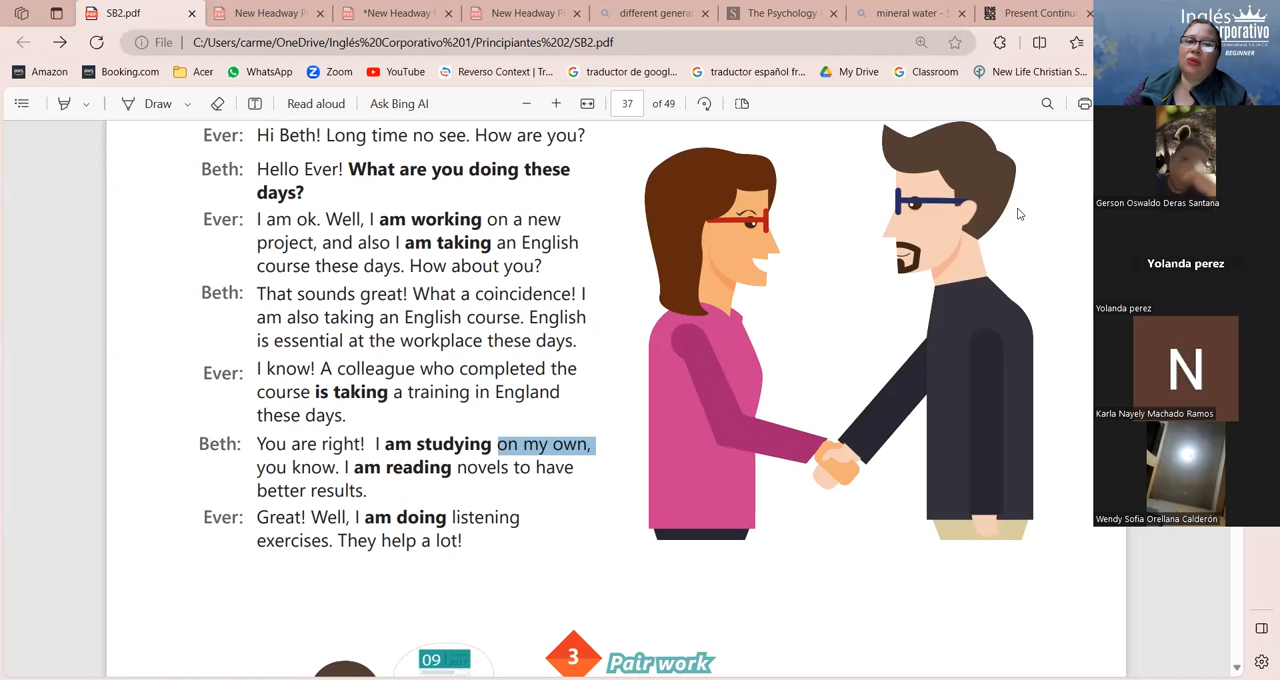 SB2.pdf
New Headway P
*New Headway P
New Headway P
different genera
The Psychology
mineral water - S
Present Continu
File
C:/Users/carme/OneDrive/Inglés%20Corporativo%201/Principiantes%202/SB2.pdf
Amazon
Booking.com
Acer
WhatsApp
Zoom
YouTube
Reverso Context | Tr...
traductor de googl...
traductor español fr...
My Drive
Classroom
New Life Christian S...
Draw
Read aloud
Ask Bing AI
37 of 49
Ever: Hi Beth! Long time no see. How are you?
Beth: Hello Ever! What are you doing these
days?
Ever: I am ok. Well, I am working on a new
project, and also I am taking an English
course these days. How about you?
Beth: That sounds great! What a coincidence! I
am also taking an English course. English
is essential at the workplace these days.
Ever: I know! A colleague who completed the
course is taking a training in England
these days.
Beth: You are right! I am studying on my own,
you know. I am reading novels to have
better results.
Ever: Great! Well, I am doing listening
exercises. They help a lot!
09
3
Pair work
Inglés
orporativo
BEGINNER
Gerson Oswaldo Deras Santana
Yolanda perez
Yolanda perez
N
Karla Nayely Machado Ramos
Wendy Sofia Orellana Calderón